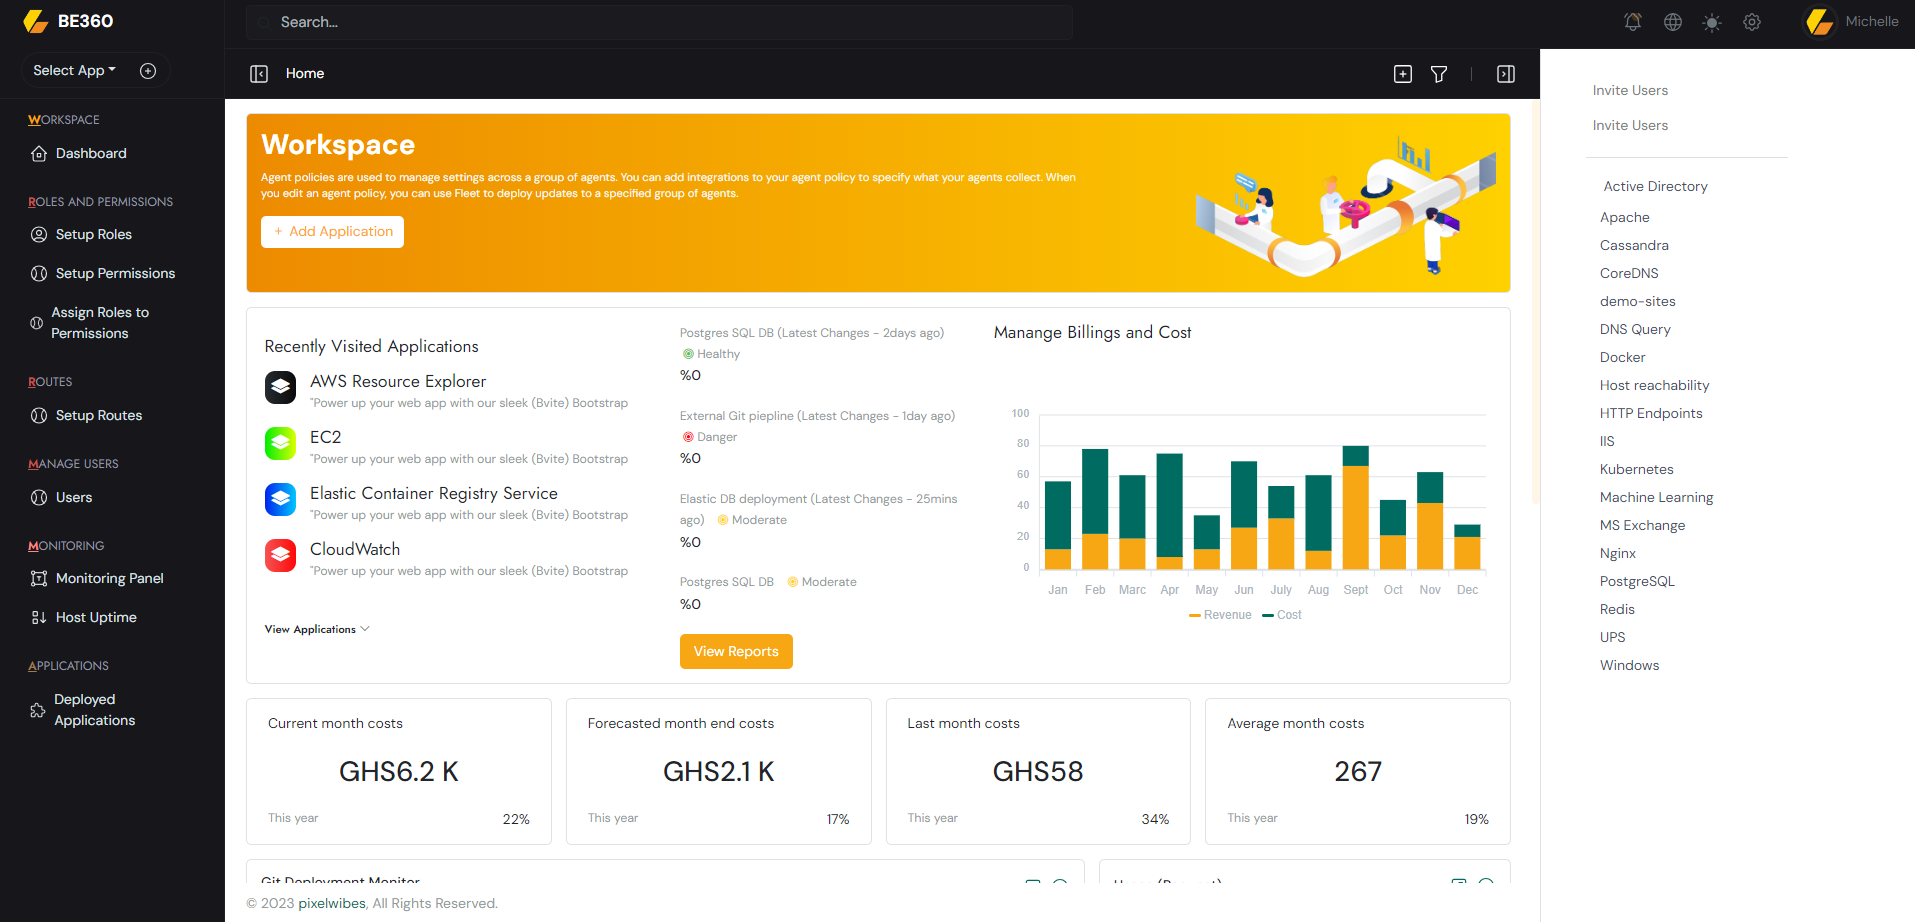 BE360
Search...
Michelle
Select App
Home
WORKSPACE
Dashboard
ROLES AND PERMISSIONS
Setup Roles
Setup Permissions
Assign Roles to
Permissions
ROUTES
Setup Routes
MANAGE USERS
Users
MONITORING
Monitoring Panel
Host Uptime
APPLICATIONS
Deployed
Applications
Workspace
Agent policies are used to manage settings across a group of agents. You can add integrations to your agent policy to specify what your agents collect. When
you edit an agent policy, you can use Fleet to deploy updates to a specified group of agents.
+ Add Application
Recently Visited Applications
AWS Resource Explorer
"Power up your web app with our sleek (Bvite) Bootstrap
EC2
"Power up your web app with our sleek (Bvite) Bootstrap
Elastic Container Registry Service
"Power up your web app with our sleek (Bvite) Bootstrap
CloudWatch
"Power up your web app with our sleek (Bvite) Bootstrap
View Applications
Postgres SQL DB (Latest Changes - 2days ago)
Healthy
%0
External Git piepline (Latest Changes - 1day ago)
Danger
%0
Elastic DB deployment (Latest Changes - 25mins
ago) Moderate
%0
Postgres SQL DB Moderate
%0
View Reports
Manange Billings and Cost
100
80
60
40
20
0
Jan Feb Marc Apr May Jun July Aug Sept Oct Nov Dec
Revenue Cost
Current month costs
GHS6.2 K
This year 22%
Forecasted month end costs
GHS2.1 K
This year 17%
Last month costs
GHS58
This year 34%
Average month costs
267
This year 19%
Git Deployment Monitor
© 2023 pixelwibes, All Rights Reserved.
Invite Users
Invite Users
Active Directory
Apache
Cassandra
CoreDNS
demo-sites
DNS Query
Docker
Host reachability
HTTP Endpoints
IIS
Kubernetes
Machine Learning
MS Exchange
Nginx
PostgreSQL
Redis
UPS
Windows